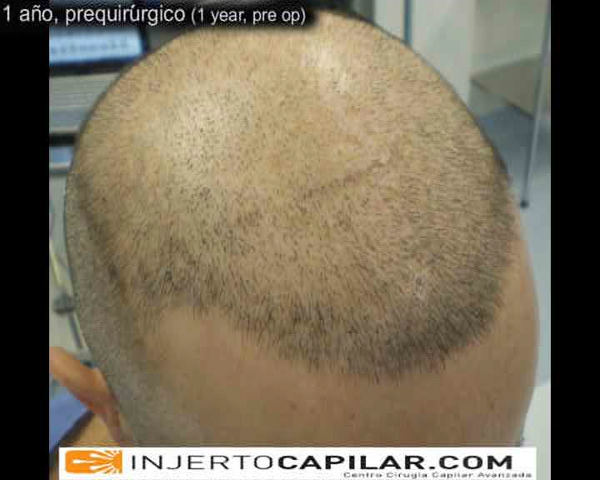 1 año, prequirúrgico (1 year, pre op)
INJERTOCAPILAR.COM
Centro Cirugía Capilar Avanzada